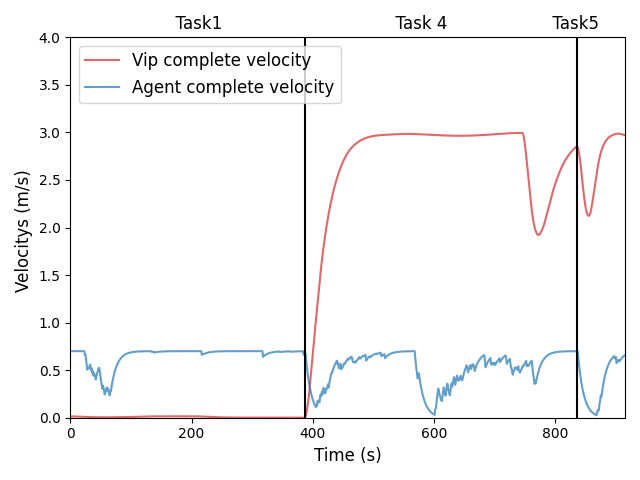 Task1 Task 4 Task5
4.0
Vip complete velocity
3.5
Agent complete velocity
3.0
2.5
2.0
1.5
1.0
0.5
0.0
Velocitys (m/s)
0 200 400 600 800
Time (s)